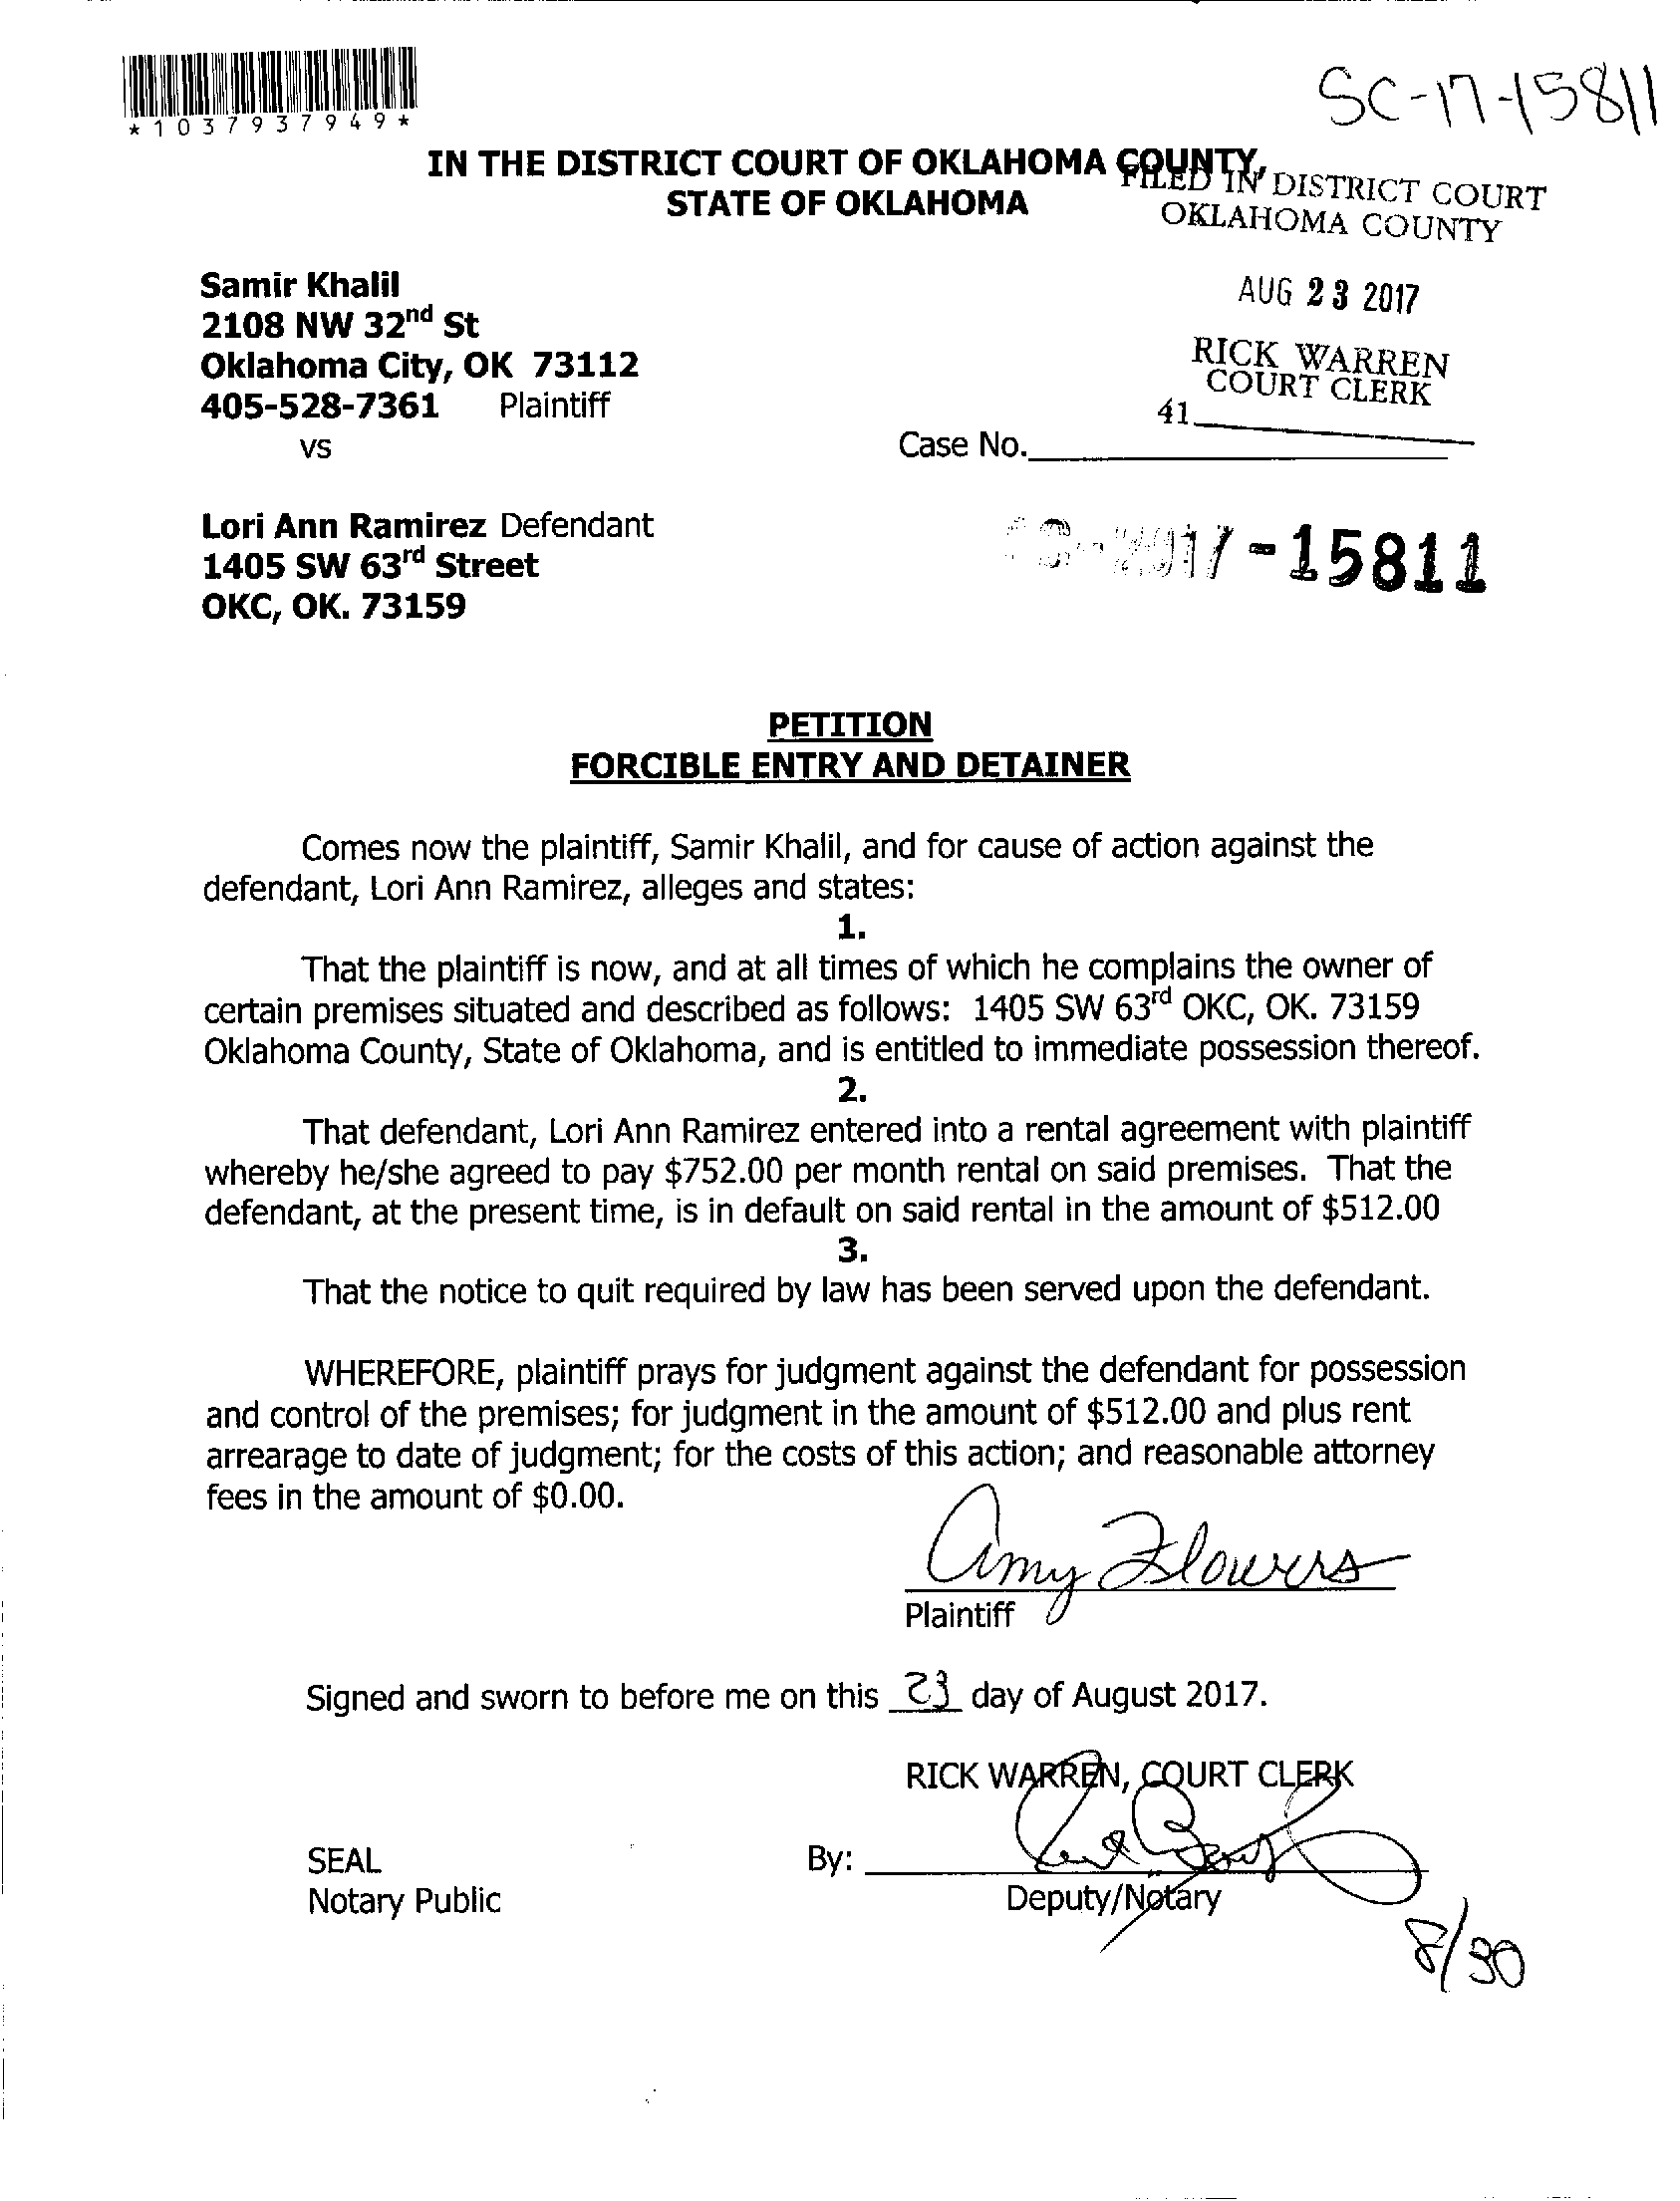 *1037937949*
SC-17-15811
IN THE DISTRICT COURT OF OKLAHOMA COUNTY,
STATE OF OKLAHOMA
FILED IN DISTRICT COURT
OKLAHOMA COUNTY
AUG 23 2017
RICK WARREN
COURT CLERK
41
Samir Khalil
2108 NW 32nd St
Oklahoma City, OK 73112
405-528-7361 Plaintiff
vs
Case No.
Lori Ann Ramirez Defendant
1405 SW 63rd Street
OKC, OK. 73159
2017-15811
PETITION
FORCIBLE ENTRY AND DETAINER
Comes now the plaintiff, Samir Khalil, and for cause of action against the
defendant, Lori Ann Ramirez, alleges and states:
1.
That the plaintiff is now, and at all times of which he complains the owner of
certain premises situated and described as follows: 1405 SW 63rd OKC, OK. 73159
Oklahoma County, State of Oklahoma, and is entitled to immediate possession thereof.
2.
That defendant, Lori Ann Ramirez entered into a rental agreement with plaintiff
whereby he/she agreed to pay $752.00 per month rental on said premises. That the
defendant, at the present time, is in default on said rental in the amount of $512.00
3.
That the notice to quit required by law has been served upon the defendant.
WHEREFORE, plaintiff prays for judgment against the defendant for possession
and control of the premises; for judgment in the amount of $512.00 and plus rent
arrearage to date of judgment; for the costs of this action; and reasonable attorney
fees in the amount of $0.00.
Amy Flowers
Plaintiff
Signed and sworn to before me on this 23 day of August 2017.
RICK WARREN, COURT CLERK
SEAL
By:
Notary Public
Deputy/Notary
8/30